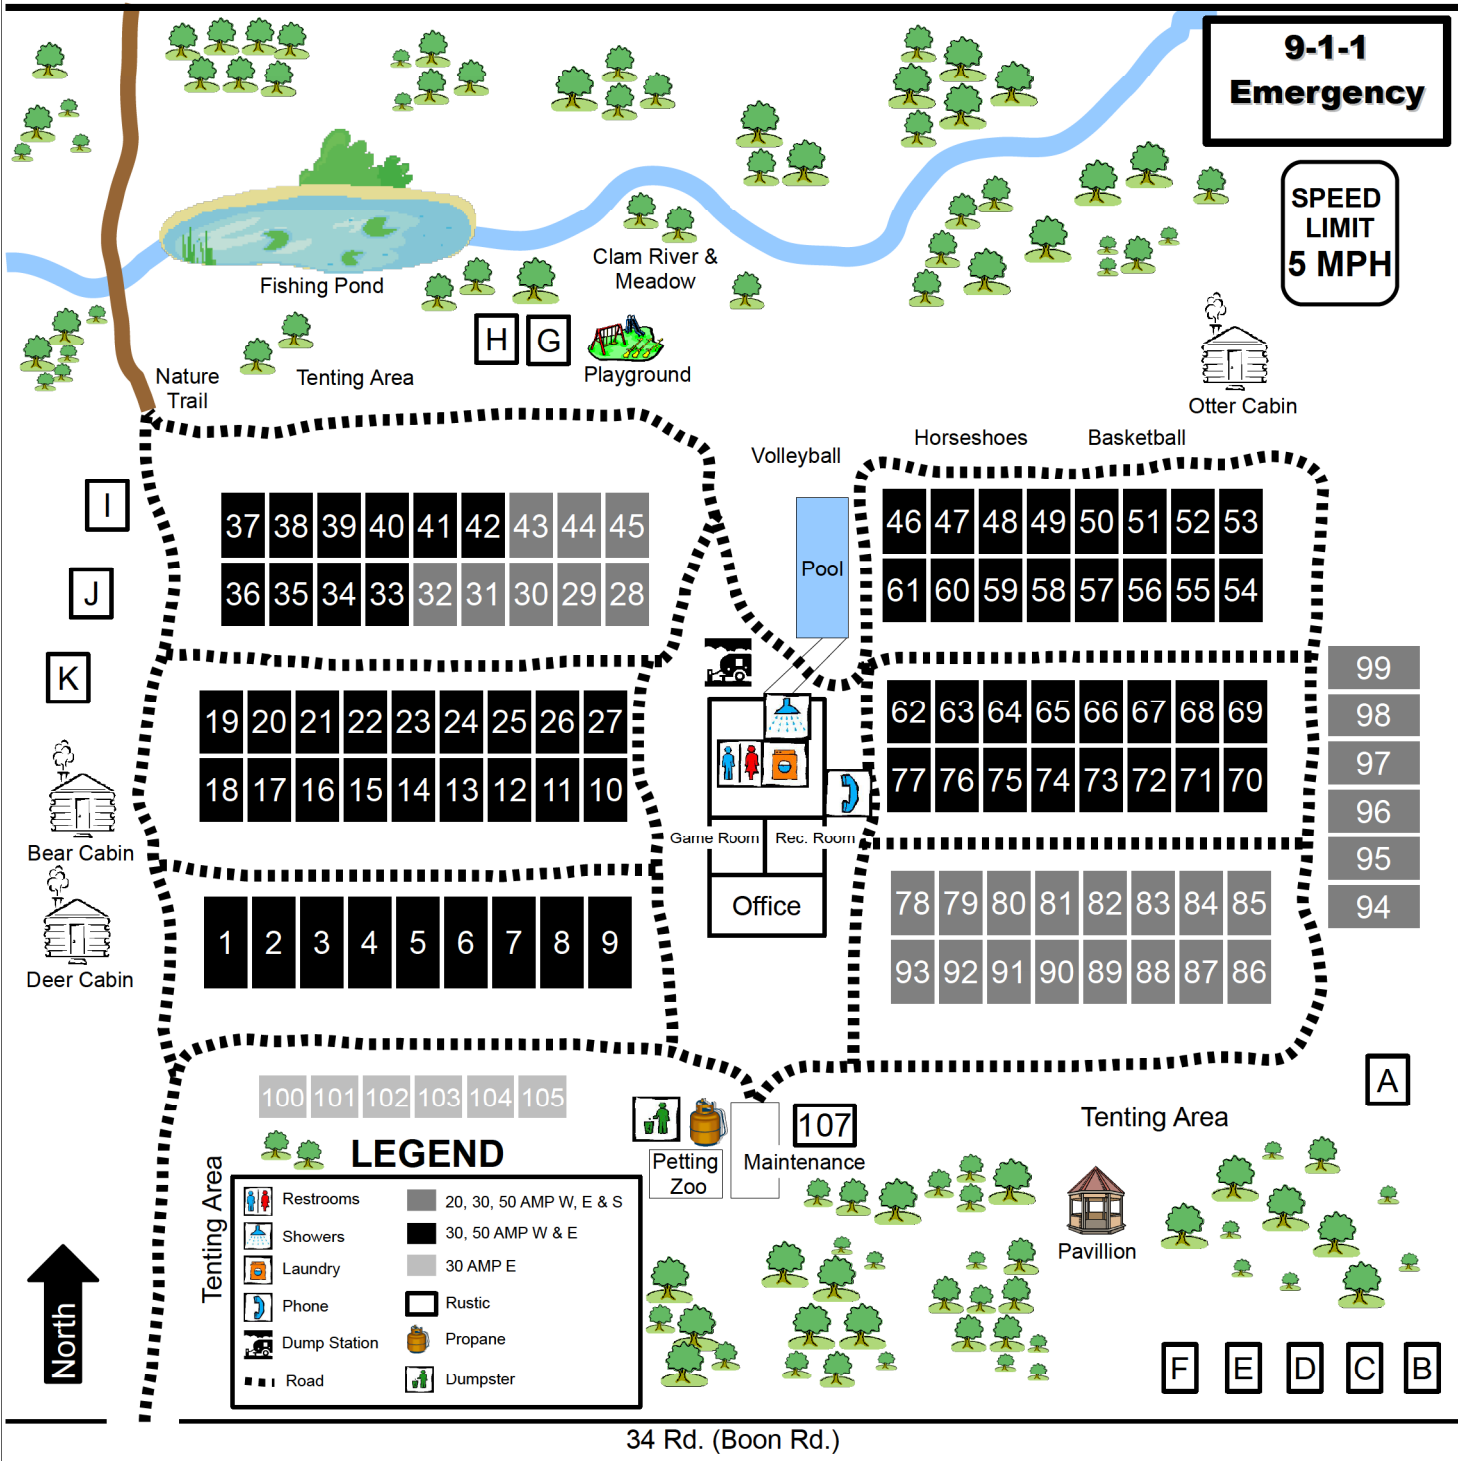 9-1-1
Emergency
SPEED
LIMIT
5 MPH
Clam River &
Meadow
Fishing Pond
H
G
Playground
Nature
Trail
Tenting Area
Otter Cabin
Volleyball
Horseshoes
Basketball
I
37 38 39 40 41 42 43 44 45
46 47 48 49 50 51 52 53
Pool
J
36 35 34 33 32 31 30 29 28
61 60 59 58 57 56 55 54
K
99
98
97
96
95
94
19 20 21 22 23 24 25 26 27
62 63 64 65 66 67 68 69
18 17 16 15 14 13 12 11 10
77 76 75 74 73 72 71 70
Bear Cabin
Game Room
Rec. Room
Office
Deer Cabin
1 2 3 4 5 6 7 8 9
78 79 80 81 82 83 84 85
93 92 91 90 89 88 87 86
A
100 101 102 103 104 105
107
Tenting Area
Petting
Zoo
Maintenance
Pavillion
Tenting Area
LEGEND
Restrooms
Showers
Laundry
Phone
Dump Station
Road
20, 30, 50 AMP W, E & S
30, 50 AMP W & E
30 AMP E
Rustic
Propane
Dumpster
North
F E D C B
34 Rd. (Boon Rd.)